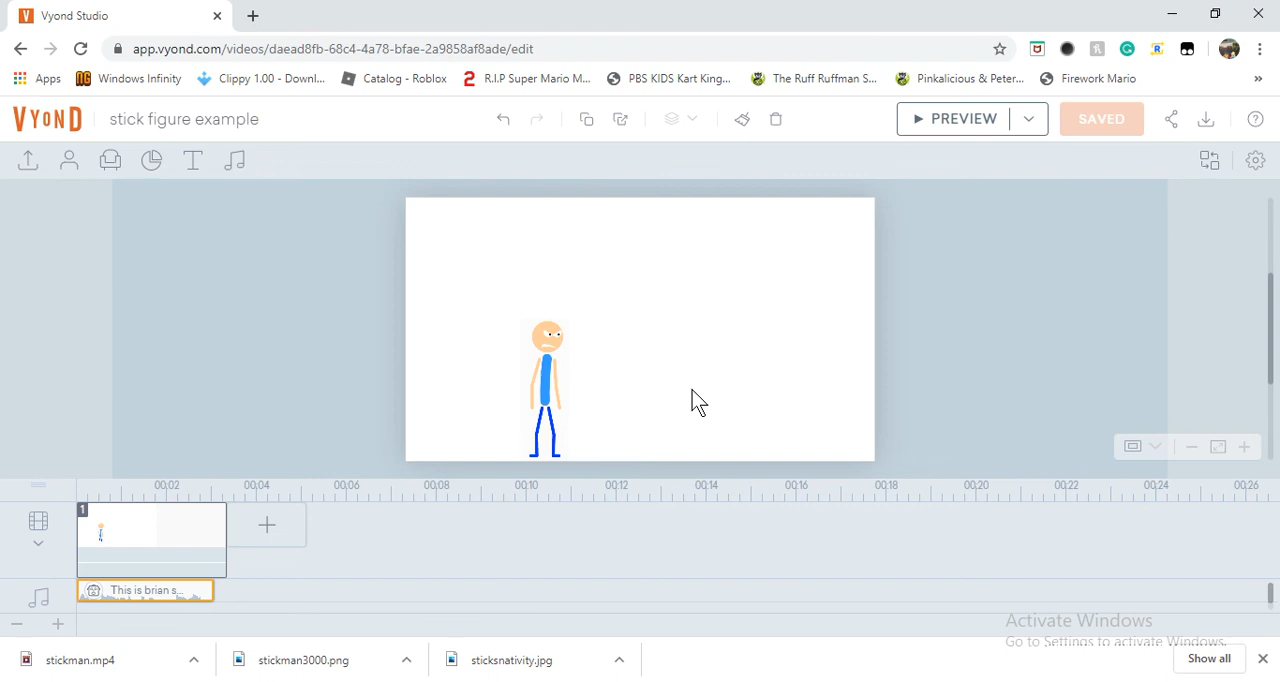 Vyond Studio
app.vyond.com/videos/daead8fb-68c4-4a78-bfae-2a9858af8ade/edit
Apps Windows Infinity Clippy 1.00 - Downl... Catalog - Roblox R.I.P Super Mario M... PBS KIDS Kart King... The Ruff Ruffman S... Pinkalicious & Peter... Firework Mario »
VYOND stick figure example PREVIEW SAVED
00:02 00:04 00:06 00:08 00:10 00:12 00:14 00:16 00:18 00:20 00:22 00:24 00:26
1
This is brian s...
Activate Windows
Go to Settings to activate Windows.
stickman.mp4 stickman3000.png sticksnativity.jpg Show all